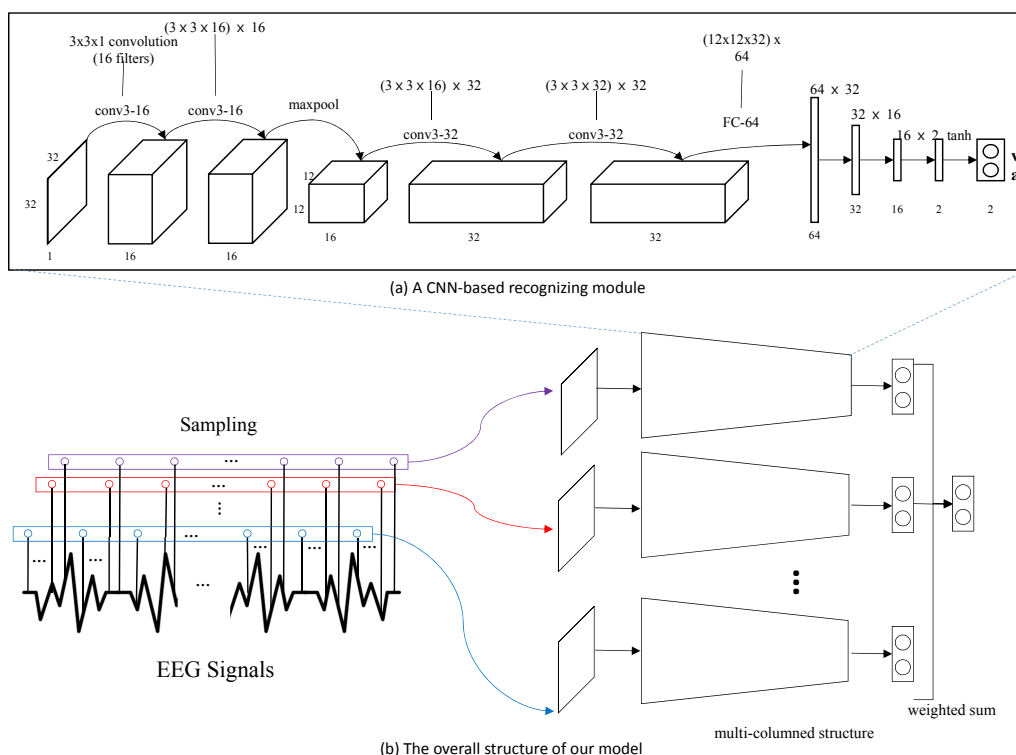 (3 x 3 x 16) x 16
3x3x1 convolution
(16 filters)
(12x12x32) x
64
(3 x 3 x 16) x 32
(3 x 3 x 32) x 32
64 x 32
32 x 16
16 x 2 tanh
conv3-16
conv3-16
maxpool
conv3-32
conv3-32
FC-64
32
32
12
12
v
a
1
16
16
16
32
32
64
32
16
2
2
(a) A CNN-based recognizing module
Sampling
...
...
...
...
... ... ... ...
... ... ...
EEG Signals
...
weighted sum
multi-columned structure
(b) The overall structure of our model